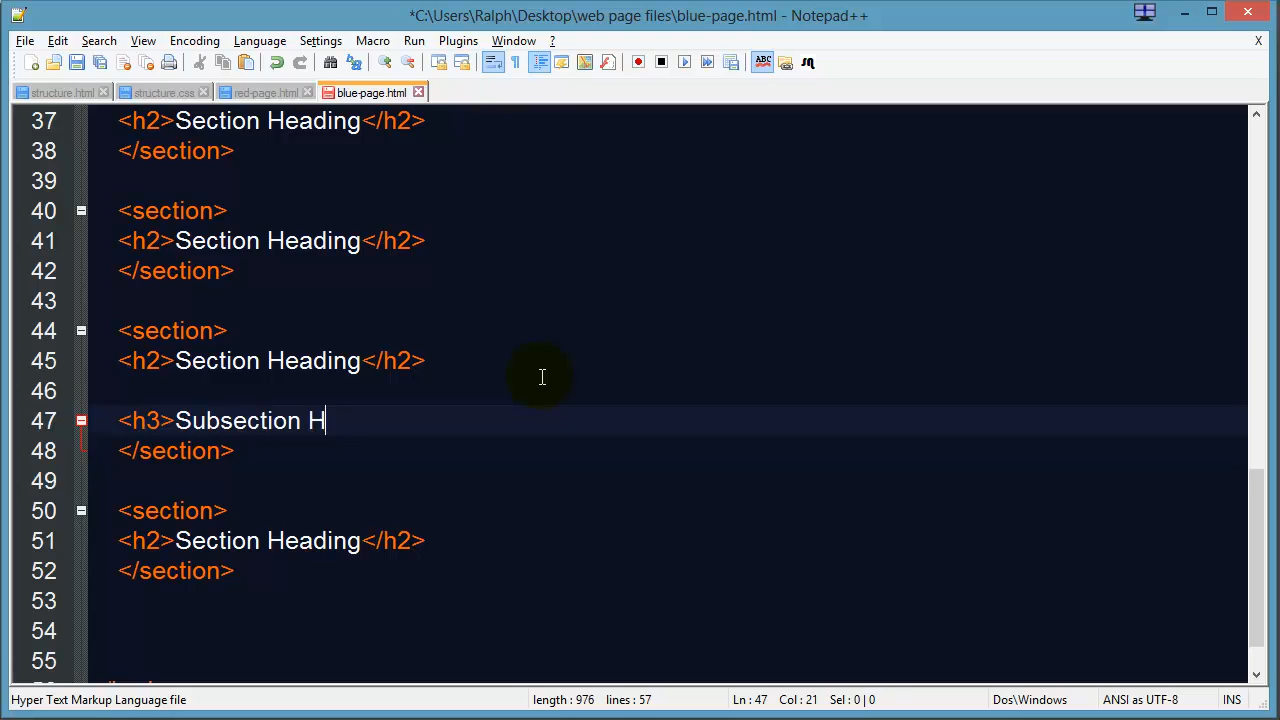 *C:\Users\Ralph\Desktop\web page files\blue-page.html - Notepad++
File Edit Search View Encoding Language Settings Macro Run Plugins Window ? X
structure.html structure.css red-page.html blue-page.html
37 <h2>Section Heading</h2>
38 </section>
39
40 <section>
41 <h2>Section Heading</h2>
42 </section>
43
44 <section>
45 <h2>Section Heading</h2>
46
47 <h3>Subsection H
48 </section>
49
50 <section>
51 <h2>Section Heading</h2>
52 </section>
53
54
55
Hyper Text Markup Language file length : 976 lines : 57 Ln : 47 Col : 21 Sel : 0 | 0 Dos\Windows ANSI as UTF-8 INS